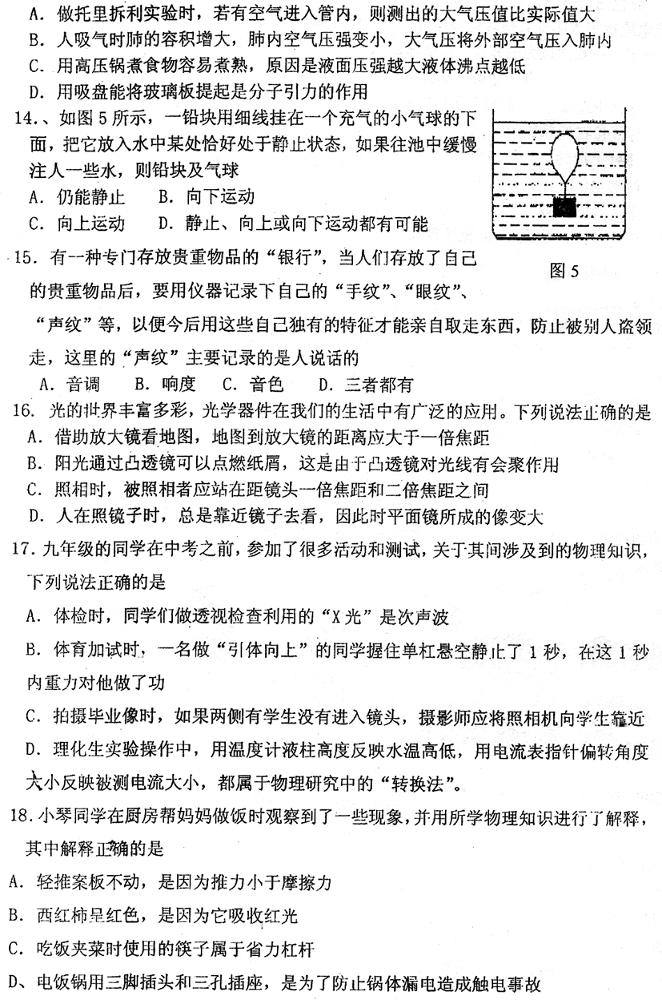 A. 做托里拆利实验时，若有空气进入管内，则测出的大气压值比实际值大
B. 人吸气时肺的容积增大，肺内空气压强变小，大气压将外部空气压入肺内
C. 用高压锅煮食物容易煮熟，原因是液面压强越大液体沸点越低
D. 用吸盘能将玻璃板提起是分子引力的作用
14.、如图5所示，一铅块用细线挂在一个充气的小气球的下
面，把它放入水中某处恰好处于静止状态，如果往池中缓慢
注人一些水，则铅块及气球
A. 仍能静止 B. 向下运动
C. 向上运动 D. 静止、向上或向下运动都有可能
图5
15. 有一种专门存放贵重物品的“银行”，当人们存放了自己
的贵重物品后，要用仪器记录下自己的“手纹”、“眼纹”、
“声纹”等，以便今后用这些自己独有的特征才能亲自取走东西，防止被别人盗领
走，这里的“声纹”主要记录的是人说话的
A. 音调 B. 响度 C. 音色 D. 三者都有
16. 光的世界丰富多彩，光学器件在我们的生活中有广泛的应用。下列说法正确的是
A. 借助放大镜看地图，地图到放大镜的距离应大于一倍焦距
B. 阳光通过凸透镜可以点燃纸屑，这是由于凸透镜对光线有会聚作用
C. 照相时，被照相者应站在距镜头一倍焦距和二倍焦距之间
D. 人在照镜子时，总是靠近镜子去看，因此时平面镜所成的像变大
17. 九年级的同学在中考之前，参加了很多活动和测试，关于其间涉及到的物理知识，
下列说法正确的是
A. 体检时，同学们做透视检查利用的“X光”是次声波
B. 体育加试时，一名做“引体向上”的同学握住单杠悬空静止了1秒，在这1秒
内重力对他做了功
C. 拍摄毕业像时，如果两侧有学生没有进入镜头，摄影师应将照相机向学生靠近
D. 理化生实验操作中，用温度计液柱高度反映水温高低，用电流表指针偏转角度
大小反映被测电流大小，都属于物理研究中的“转换法”。
18. 小琴同学在厨房帮妈妈做饭时观察到了一些现象，并用所学物理知识进行了解释，
其中解释正确的是
A. 轻推案板不动，是因为推力小于摩擦力
B. 西红柿呈红色，是因为它吸收红光
C. 吃饭夹菜时使用的筷子属于省力杠杆
D、电饭锅用三脚插头和三孔插座，是为了防止锅体漏电造成触电事故